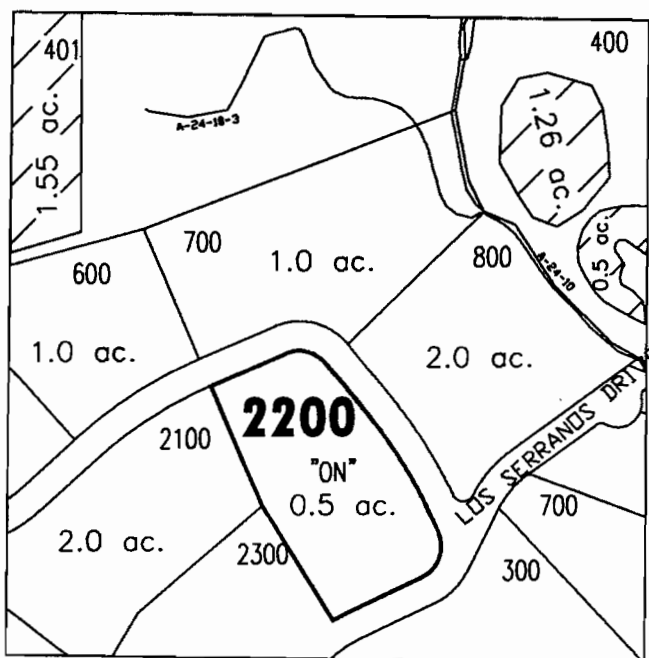 401
400
1.55 ac.
A-24-18-3
1.26 ac.
700
1.0 ac.
800
A-24-10
0.5 ac.
600
1.0 ac.
2.0 ac.
2200
"ON"
0.5 ac.
2100
LOS SERRANOS DRIV
2.0 ac.
2300
700
300